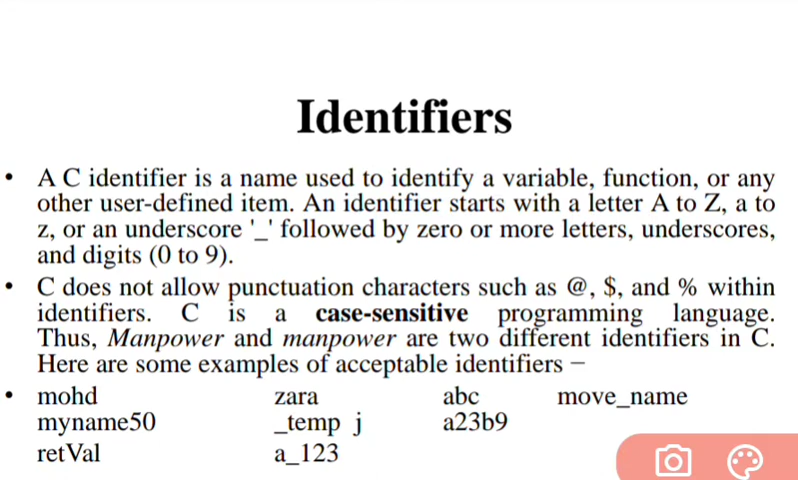 Identifiers
• A C identifier is a name used to identify a variable, function, or any
other user-defined item. An identifier starts with a letter A to Z, a to
z, or an underscore '_' followed by zero or more letters, underscores,
and digits (0 to 9).
• C does not allow punctuation characters such as @, $, and % within
identifiers. C is a case-sensitive programming language.
Thus, Manpower and manpower are two different identifiers in C.
Here are some examples of acceptable identifiers −
• mohd zara abc move_name
myname50 _temp j a23b9
retVal a_123